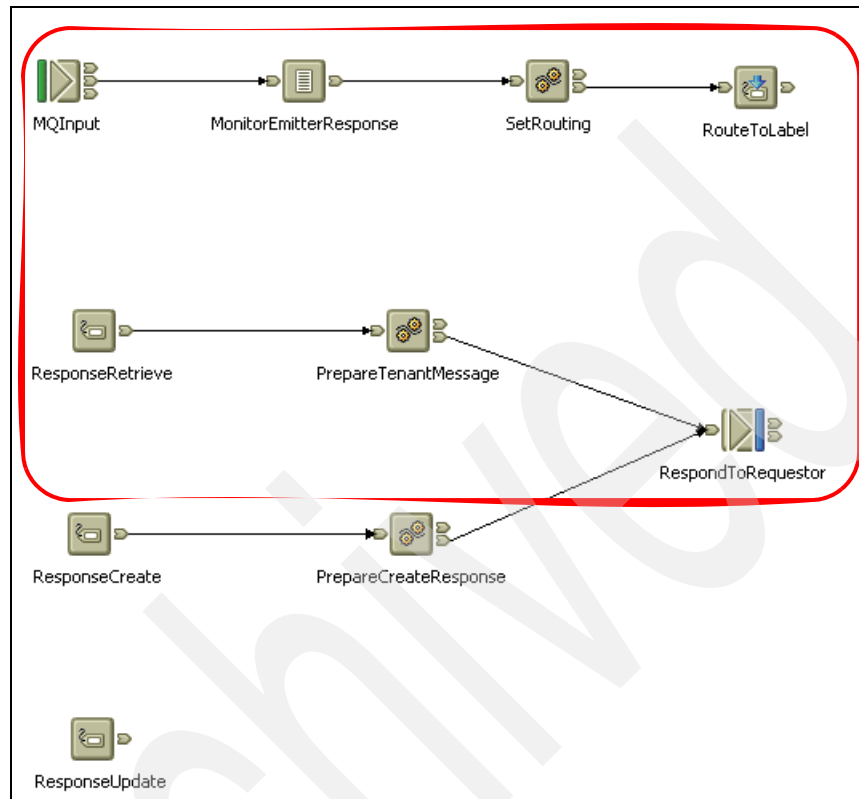 MQInput
MonitorEmitterResponse
SetRouting
RouteToLabel
ResponseRetrieve
PrepareTenantMessage
RespondToRequestor
ResponseCreate
PrepareCreateResponse
ResponseUpdate